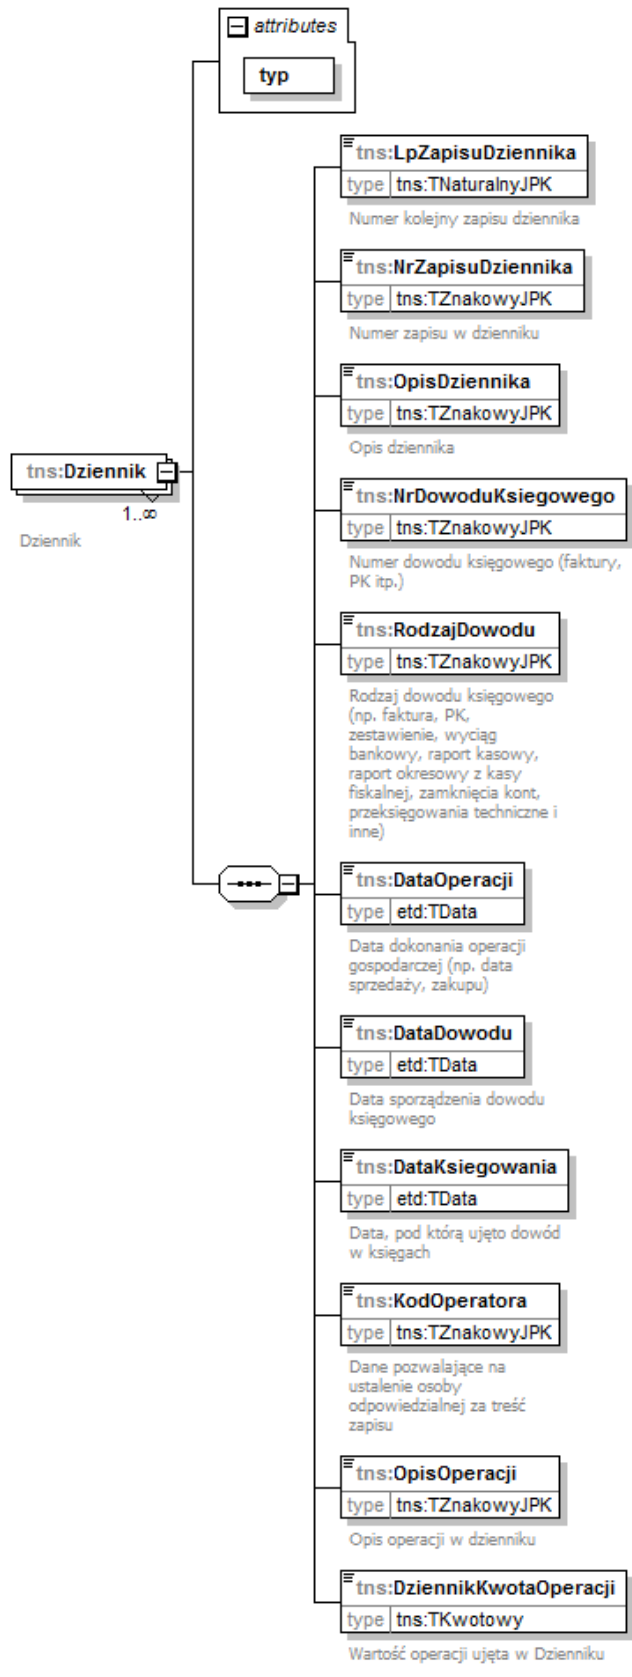 attributes
typ
tns:LpZapisuDziennika
type tns:TNaturalnyJPK
Numer kolejny zapisu dziennika
tns:NrZapisuDziennika
type tns:TZnakowyJPK
Numer zapisu w dzienniku
tns:OpisDziennika
type tns:TZnakowyJPK
Opis dziennika
tns:Dziennik
1..∞
Dziennik
tns:NrDowoduKsiegowego
type tns:TZnakowyJPK
Numer dowodu księgowego (faktury,
PK itp.)
tns:RodzajDowodu
type tns:TZnakowyJPK
Rodzaj dowodu księgowego
(np. faktura, PK,
zestawienie, wyciąg
bankowy, raport kasowy,
raport okresowy z kasy
fiskalnej, zamknięcia kont,
przeksięgowania techniczne i
inne)
tns:DataOperacji
type etd:TData
Data dokonania operacji
gospodarczej (np. data
sprzedaży, zakupu)
tns:DataDowodu
type etd:TData
Data sporządzenia dowodu
księgowego
tns:DataKsiegowania
type etd:TData
Data, pod którą ujęto dowód
w księgach
tns:KodOperatora
type tns:TZnakowyJPK
Dane pozwalające na
ustalenie osoby
odpowiedzialnej za treść
zapisu
tns:OpisOperacji
type tns:TZnakowyJPK
Opis operacji w dzienniku
tns:DziennikKwotaOperacji
type tns:TKwotowy
Wartość operacji ujęta w Dzienniku